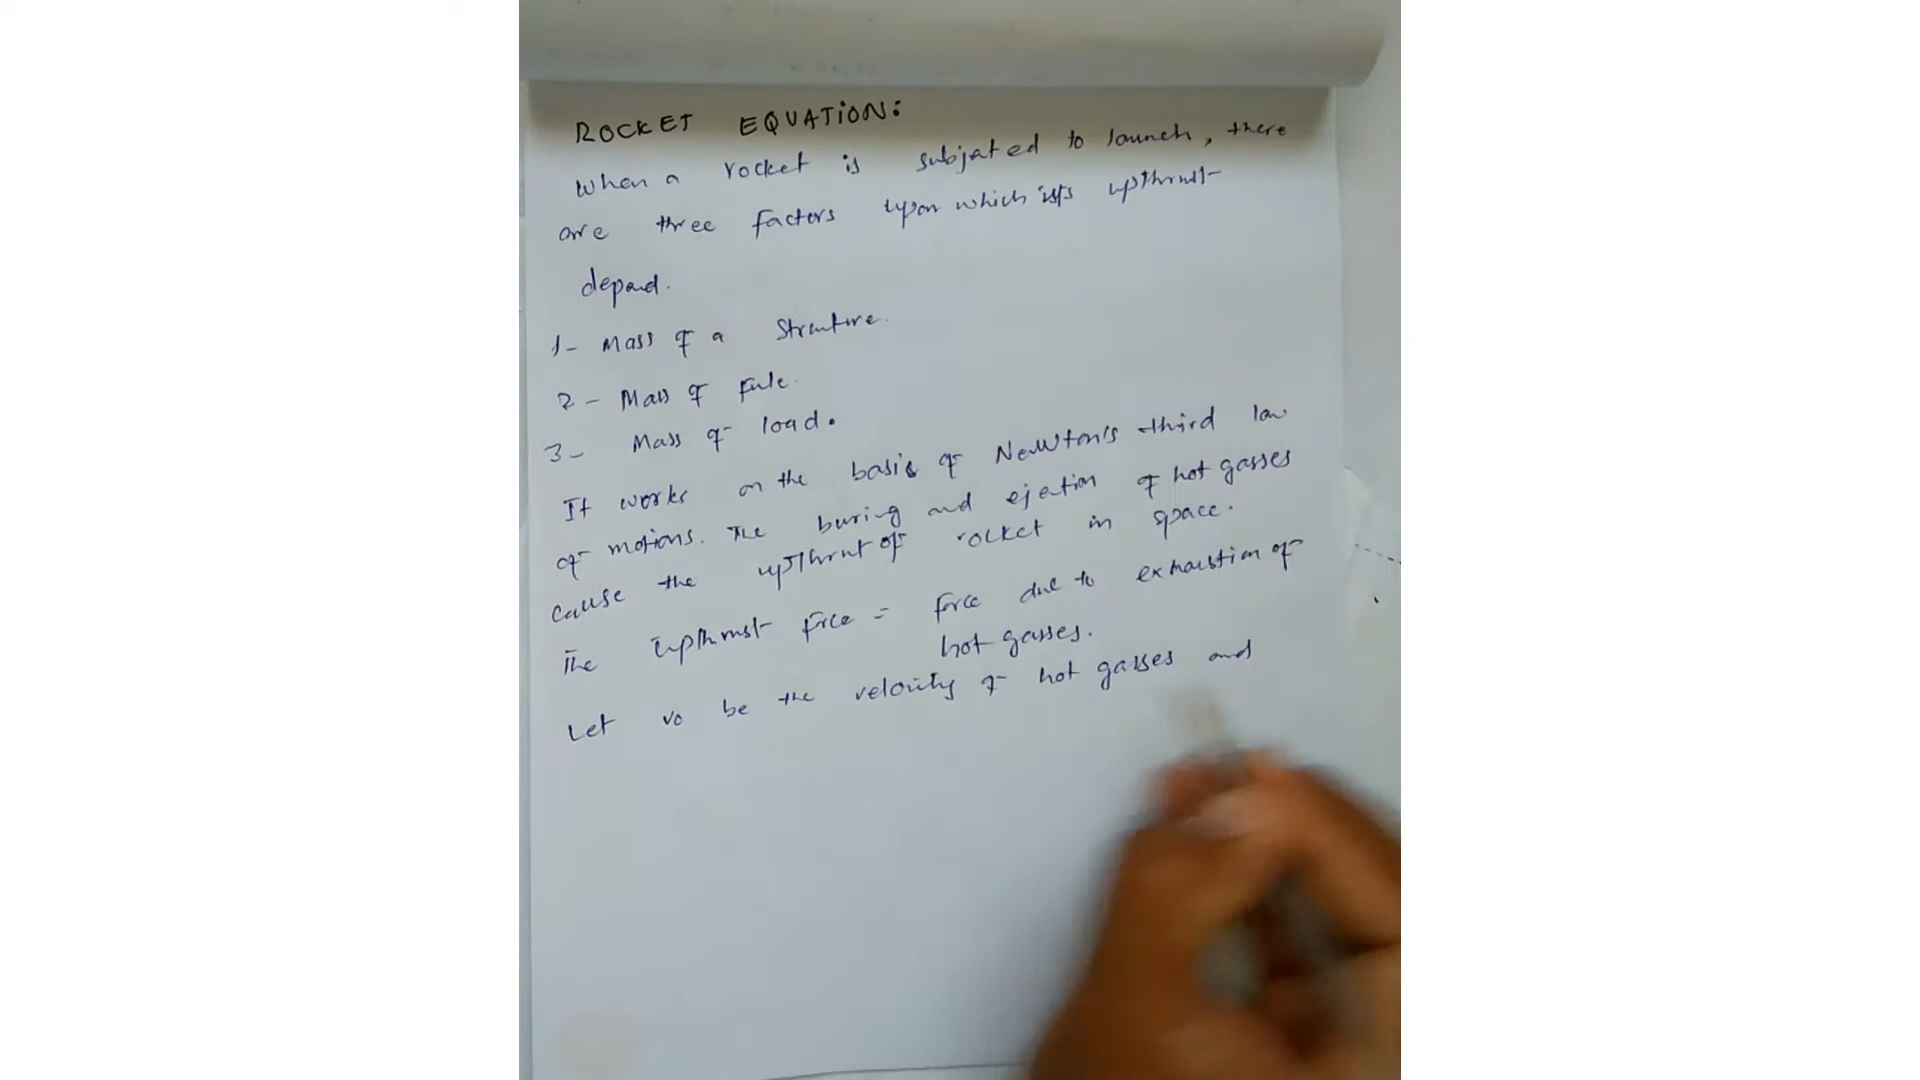 ROCKET EQUATION:
When a rocket is subjated to launch, there
are three factors upon which its upthrust
depand.
1- Mass of a Structure.
2- Mass of fule.
3- Mass of load.
It works on the basis of Newton's third law
of motions. The buring and ejection of hot gasses
cause the upthrut of rocket in space.
The upthrust force = force due to exhaustion of
hot gasses.
Let vo be the velocity of hot gasses and